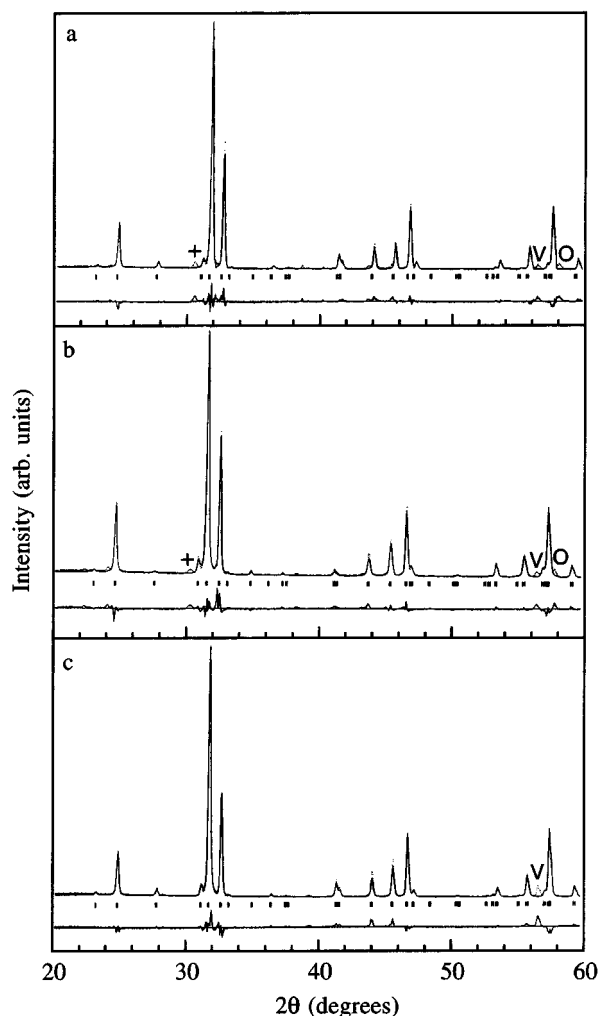 a
+
V O
b
+
V O
c
V
Intensity (arb. units)
20 30 40 50 60
2θ (degrees)